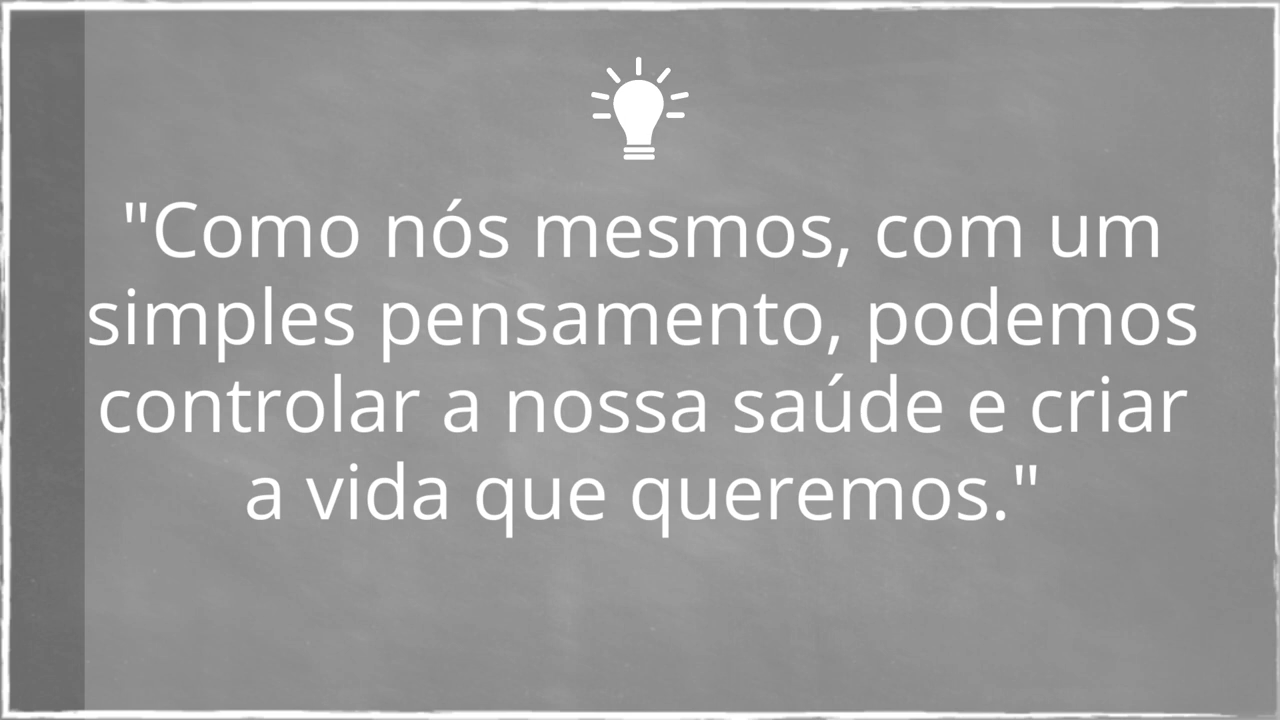 "Como nós mesmos, com um
simples pensamento, podemos
controlar a nossa saúde e criar
a vida que queremos."